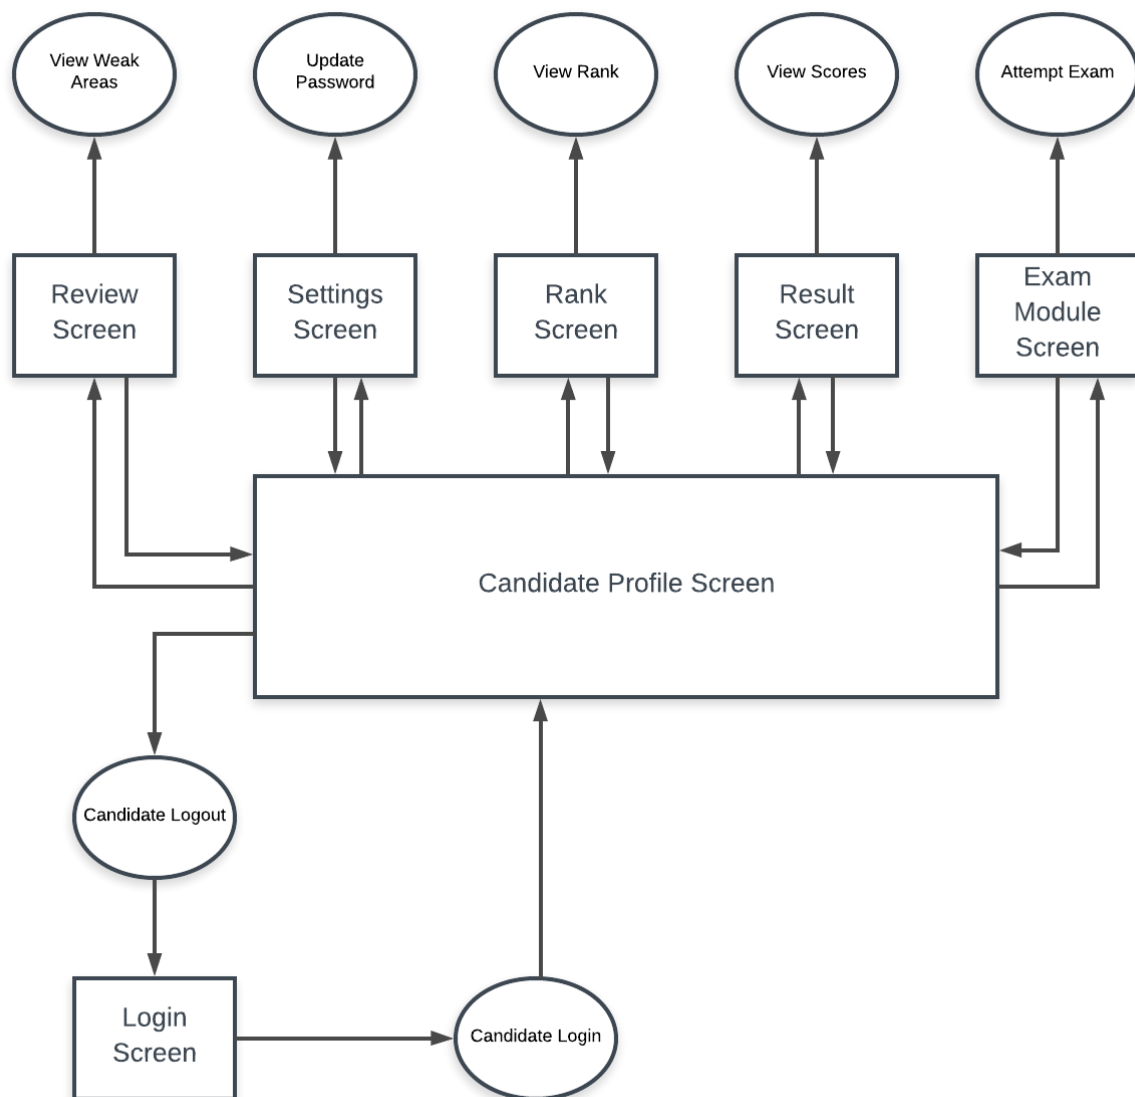 View Weak
Areas
Update
Password
View Rank
View Scores
Attempt Exam
Review
Screen
Settings
Screen
Rank
Screen
Result
Screen
Exam
Module
Screen
Candidate Profile Screen
Candidate Logout
Login
Screen
Candidate Login